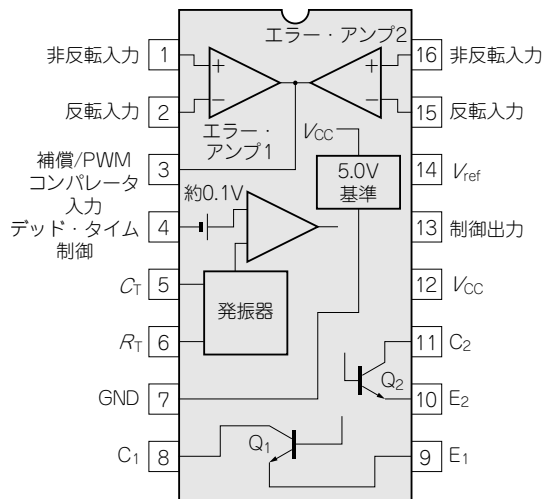 エラー・アンプ2
非反転入力 1
+
+
16 非反転入力
反転入力 2
−
−
15 反転入力
エラー・
アンプ1
VCC
補償/PWM
コンパレータ
入力
3
5.0V
基準
14 Vref
デッド・タイム
制御
4
約0.1V
13 制御出力
CT 5
発振器
12 VCC
RT 6
11 C2
Q2
GND 7
10 E2
C1 8
Q1
9 E1